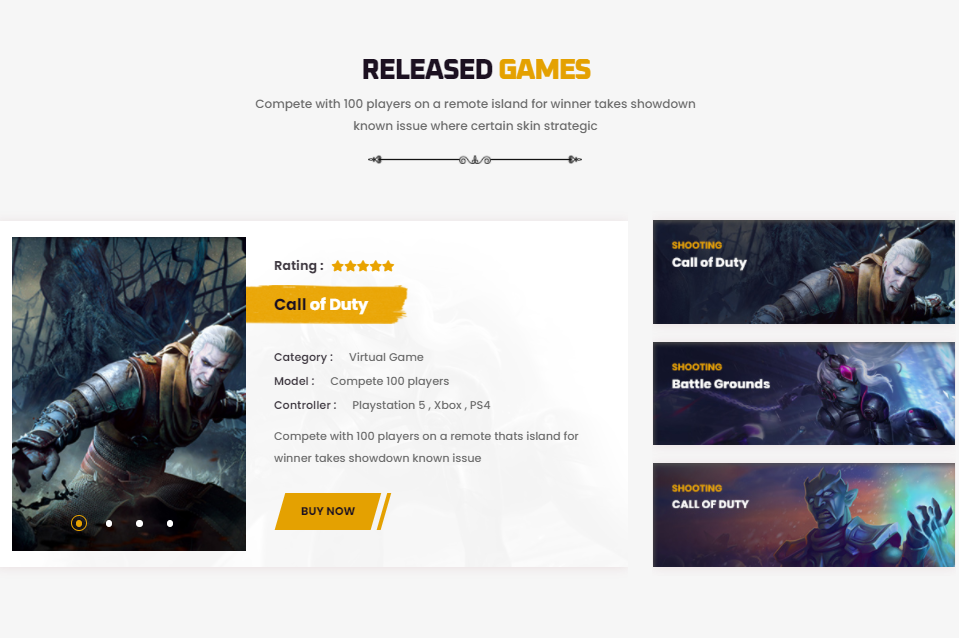 RELEASED GAMES
Compete with 100 players on a remote island for winner takes showdown
known issue where certain skin strategic
Rating :
Call of Duty
Category : Virtual Game
Model : Compete 100 players
Controller : Playstation 5 , Xbox , PS4
Compete with 100 players on a remote thats island for
winner takes showdown known issue
BUY NOW
SHOOTING
Call of Duty
SHOOTING
Battle Grounds
SHOOTING
CALL OF DUTY